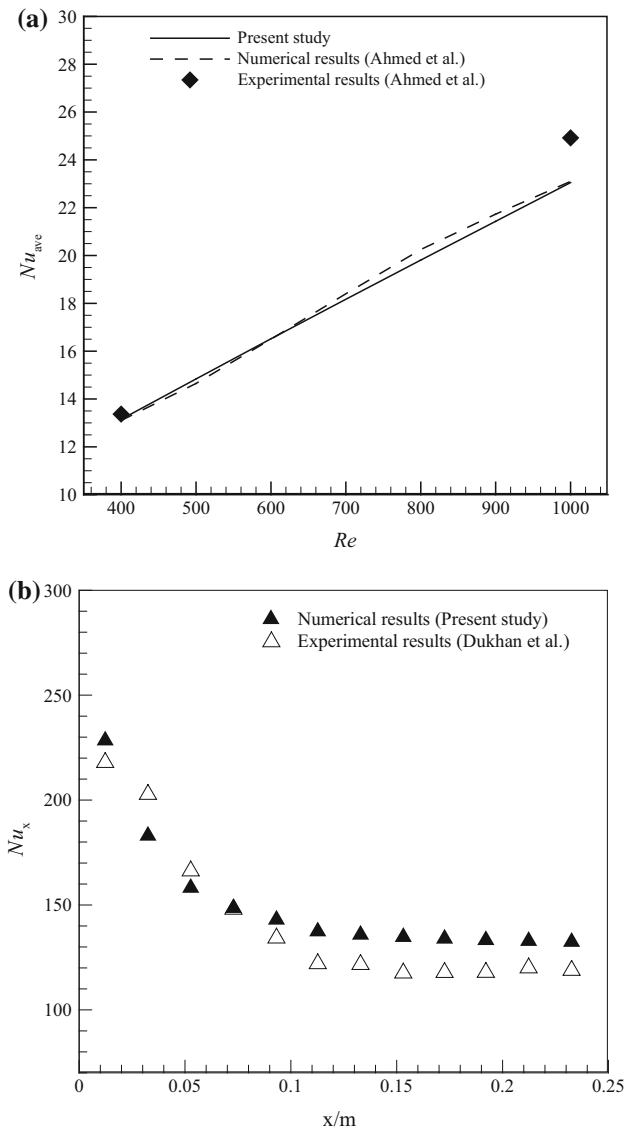 (a)
30
28
26
24
22
20
18
16
14
12
10
Nu_ave
Present study
Numerical results (Ahmed et al.)
Experimental results (Ahmed et al.)
400 500 600 700 800 900 1000
Re
(b)
300
250
200
150
100
Nu_x
Numerical results (Present study)
Experimental results (Dukhan et al.)
0 0.05 0.1 0.15 0.2 0.25
x/m